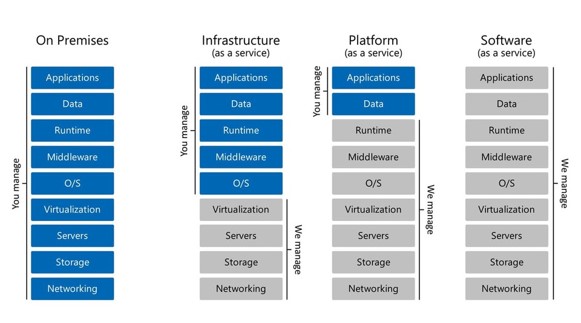 On Premises
You manage
Applications
Data
Runtime
Middleware
O/S
Virtualization
Servers
Storage
Networking
Infrastructure
(as a service)
You manage
Applications
Data
Runtime
Middleware
O/S
Virtualization
Servers
Storage
Networking
We manage
Platform
(as a service)
You manage
Applications
Data
Runtime
Middleware
O/S
Virtualization
Servers
Storage
Networking
We manage
Software
(as a service)
Applications
Data
Runtime
Middleware
O/S
Virtualization
Servers
Storage
Networking
We manage